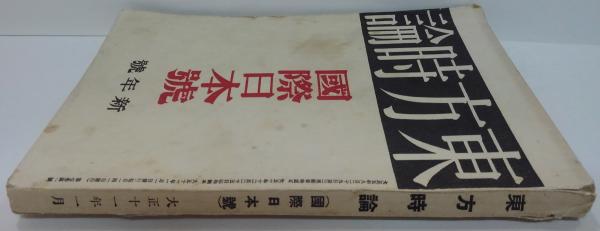 東方時論
國際日本號
新年號
東方時論（國際日本號）大正十一年一月